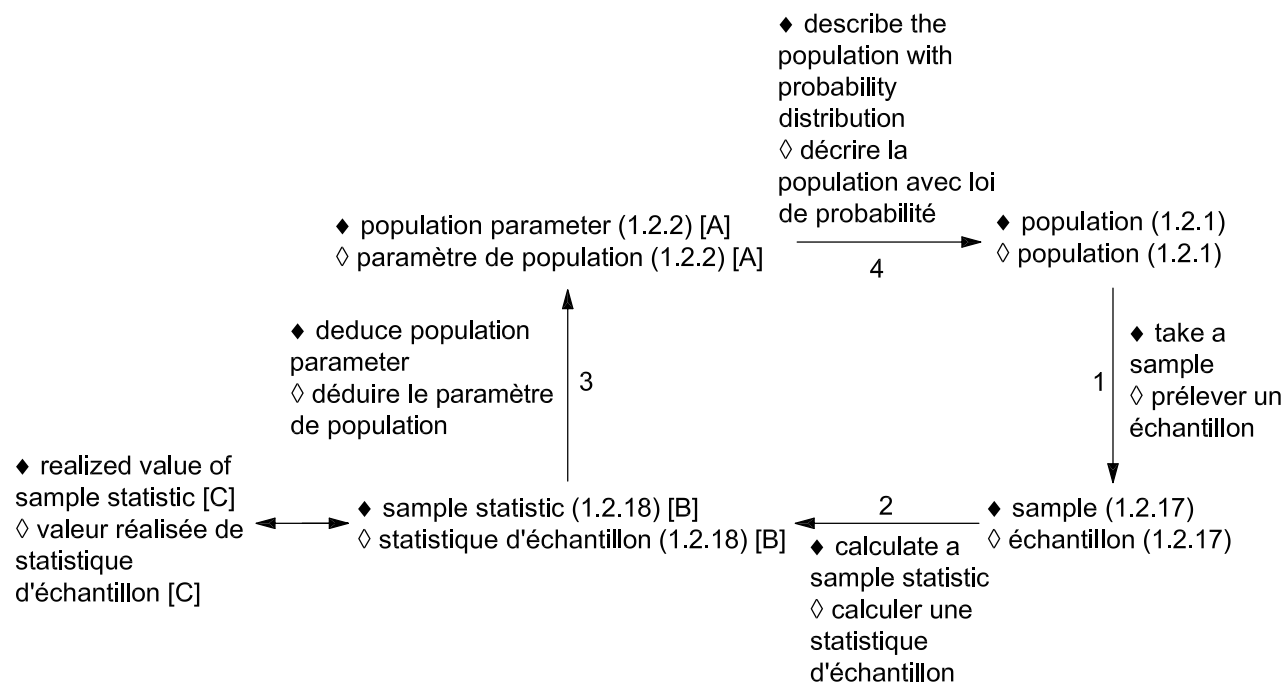 ♦ describe the
population with
probability
distribution
◊ décrire la
population avec loi
de probabilité
♦ population parameter (1.2.2) [A]
◊ paramètre de population (1.2.2) [A]
4
♦ population (1.2.1)
◊ population (1.2.1)
♦ deduce population
parameter
◊ déduire le paramètre
de population
3
1
♦ take a
sample
◊ prélever un
échantillon
♦ realized value of
sample statistic [C]
◊ valeur réalisée de
statistique
d'échantillon [C]
♦ sample statistic (1.2.18) [B]
◊ statistique d'échantillon (1.2.18) [B]
2
♦ sample (1.2.17)
◊ échantillon (1.2.17)
♦ calculate a
sample statistic
◊ calculer une
statistique
d'échantillon